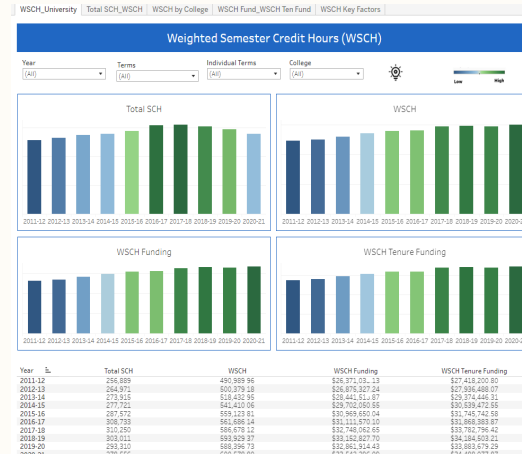 WSCH_University Total SCH_WSCH WSCH by College WSCH Fund_WSCH Ten Fund WSCH Key Factors
Weighted Semester Credit Hours (WSCH)
Year Terms Individual Terms College
(All) (All) (All) (All)
Low High
Total SCH WSCH
2011-12 2012-13 2013-14 2014-15 2015-16 2016-17 2017-18 2018-19 2019-20 2020-21 2011-12 2012-13 2013-14 2014-15 2015-16 2016-17 2017-18 2018-19 2019-20
WSCH Funding WSCH Tenure Funding
2011-12 2012-13 2013-14 2014-15 2015-16 2016-17 2017-18 2018-19 2019-20 2020-21 2011-12 2012-13 2013-14 2014-15 2015-16 2016-17 2017-18 2018-19 2019-20
Year Total SCH WSCH WSCH Funding WSCH Tenure Funding
2011-12 256,889 490,989.96 $27,418,200.80
2012-13 264,971 500,379.18 $26,875,327.24 $27,936,488.07
2013-14 273,915 518,432.95 $29,374,446.31
2014-15 277,721 541,410.06 $29,702,050.55 $30,539,472.55
2015-16 287,572 559,123.81 $30,969,650.04 $31,745,742.58
2016-17 308,733 561,686.14 $31,111,570.10 $31,868,383.87
2017-18 310,250 586,678.12 $32,748,062.65 $33,782,796.42
2018-19 303,011 593,929.37 $33,152,827.70 $34,184,503.21
2019-20 293,310 588,396.73 $32,861,914.43 $33,883,679.29